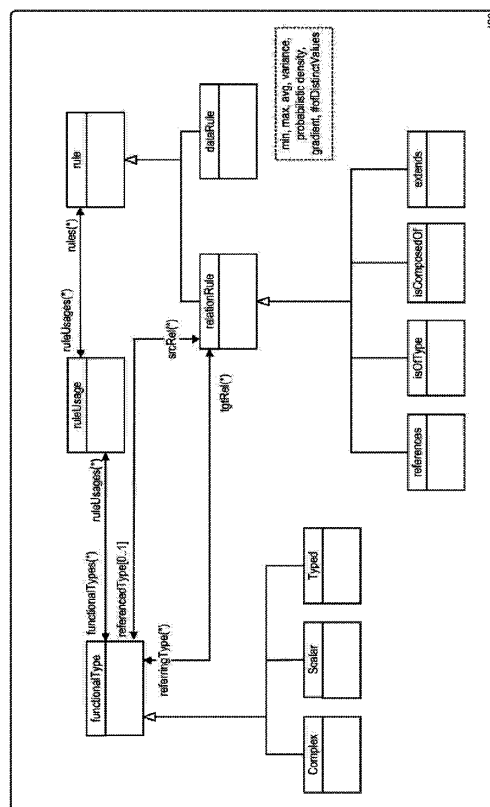 functionalType
functionalTypes(*)
ruleUsages(*)
ruleUsage
ruleUsages(*)
rules(*)
rule
referencedType[0..1]
srcRel(*)
referringType(*)
tgtRel(*)
relationRule
dataRule
min, max, avg, variance,
probabilistic density,
gradient, #ofDistinctValues
Complex
Scalar
Typed
references
isOfType
isComposedOf
extends